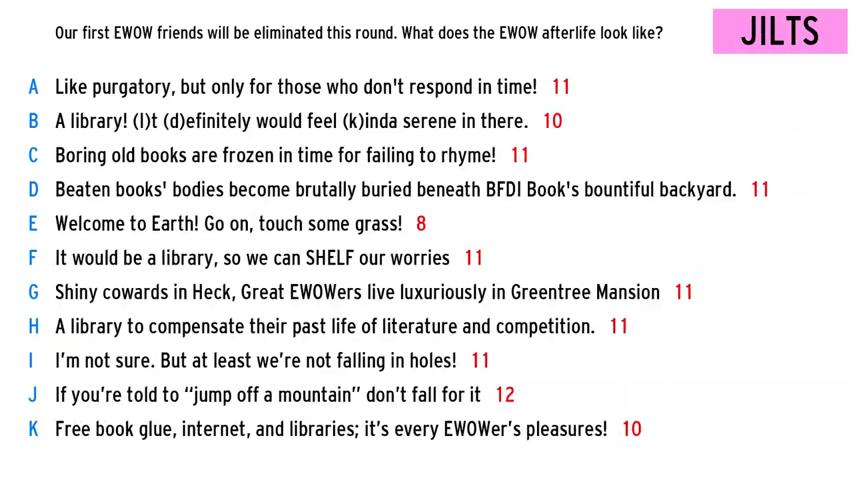 Our first EWOW friends will be eliminated this round. What does the EWOW afterlife look like?
JILTS
A Like purgatory, but only for those who don't respond in time! 11
B A library! (I)t (d)efinitely would feel (k)inda serene in there. 10
C Boring old books are frozen in time for failing to rhyme! 11
D Beaten books' bodies become brutally buried beneath BFDI Book's bountiful backyard. 11
E Welcome to Earth! Go on, touch some grass! 8
F It would be a library, so we can SHELF our worries 11
G Shiny cowards in Heck, Great EWOWers live luxuriously in Greentree Mansion 11
H A library to compensate their past life of literature and competition. 11
I I'm not sure. But at least we're not falling in holes! 11
J If you're told to “jump off a mountain” don't fall for it 12
K Free book glue, internet, and libraries; it's every EWOWer's pleasures! 10